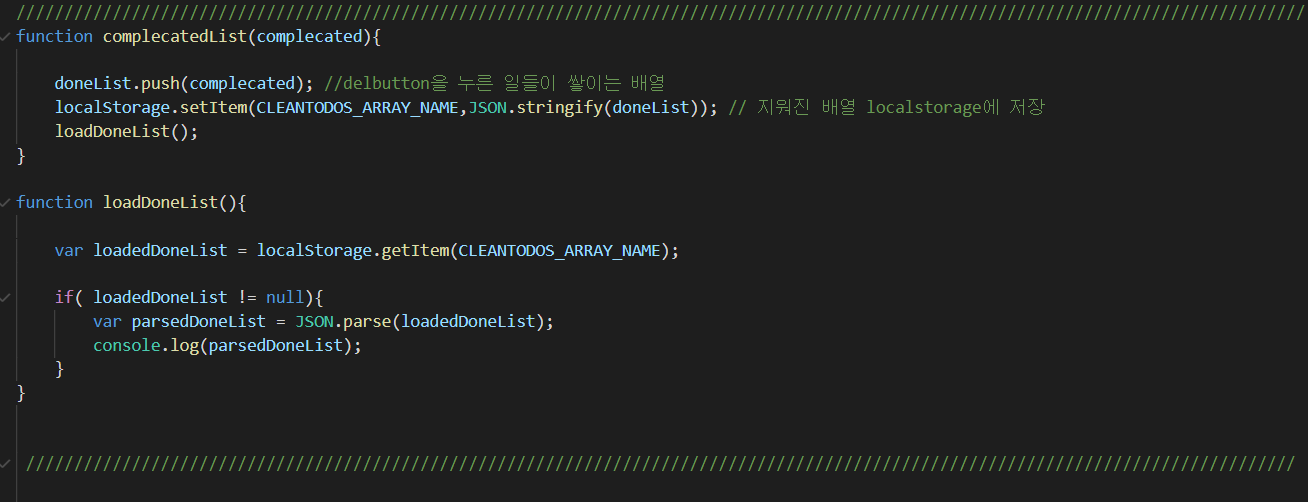 //////////////////////////////////////////////////////////////////////////////////////////////////////////////////////////////////////
function complecatedList(complecated){
doneList.push(complecated); //delbutton을 누른 일들이 쌓이는 배열
localStorage.setItem(CLEANTODOS_ARRAY_NAME,JSON.stringify(doneList)); // 지워진 배열 localstorage에 저장
loadDoneList();
}
function loadDoneList(){
var loadedDoneList = localStorage.getItem(CLEANTODOS_ARRAY_NAME);
if( loadedDoneList != null){
var parsedDoneList = JSON.parse(loadedDoneList);
console.log(parsedDoneList);
}
}
////////////////////////////////////////////////////////////////////////////////////////////////////////////////////////////////////